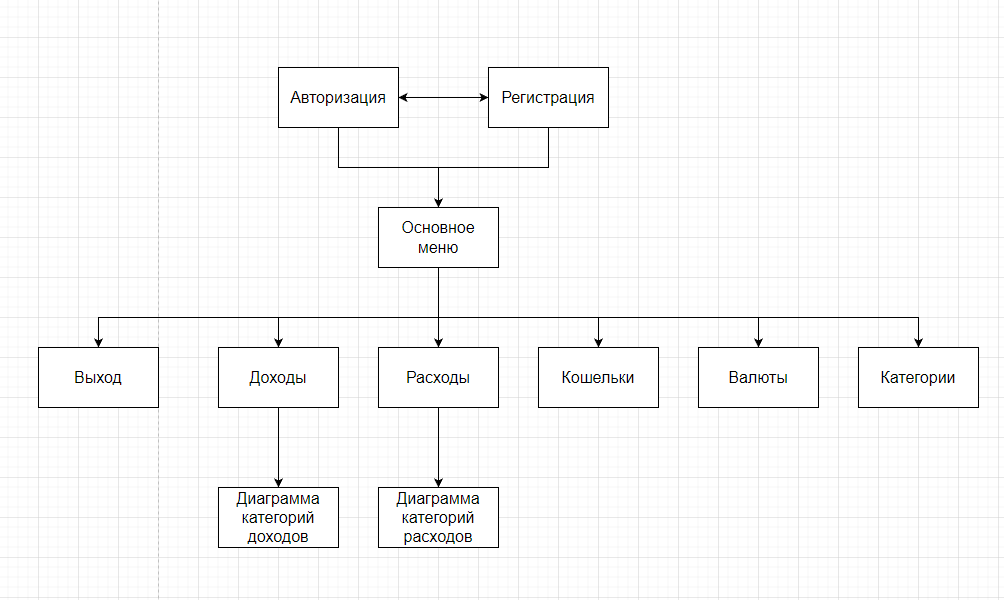 Авторизация
Регистрация
Основное
меню
Выход
Доходы
Расходы
Кошельки
Валюты
Категории
Диаграмма
категорий
доходов
Диаграмма
категорий
расходов